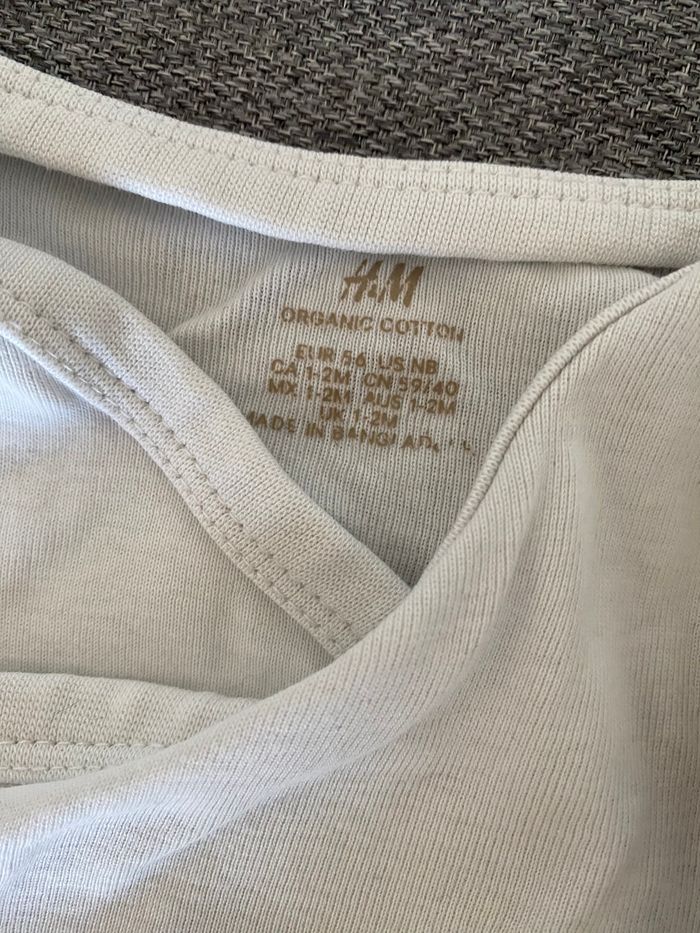 H&M
ORGANIC COTTON
EUR 56 US NB
CA 1-2M CN 59/40
MX 1-2M AUS 1-2M
UK 1-2M
MADE IN